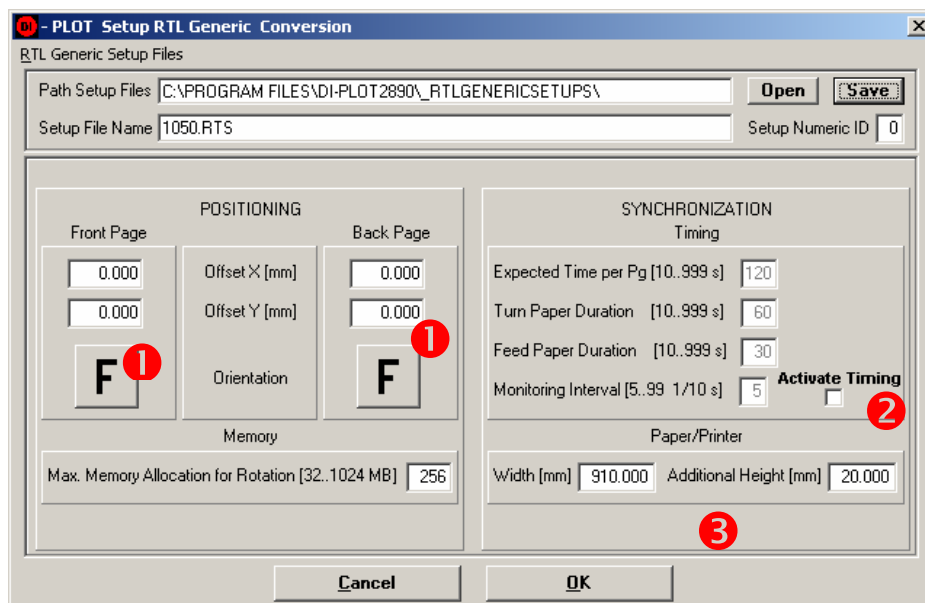 DI - PLOT Setup RTL Generic Conversion
RTL Generic Setup Files
Path Setup Files C:\PROGRAM FILES\DI-PLOT2890\_RTLGENERICSETUPS\ Open Save
Setup File Name 1050.RTS Setup Numeric ID 0
POSITIONING
Front Page Back Page
0.000 Offset X [mm] 0.000
0.000 Offset Y [mm] 0.000
1
F 1 Orientation F
Memory
Max. Memory Allocation for Rotation [32..1024 MB] 256
SYNCHRONIZATION
Timing
Expected Time per Pg [10..999 s] 120
Turn Paper Duration [10..999 s] 60
Feed Paper Duration [10..999 s] 30
Monitoring Interval [5..99 1/10 s] 5 Activate Timing
2
Paper/Printer
Width [mm] 910.000 Additional Height [mm] 20.000
3
Cancel OK